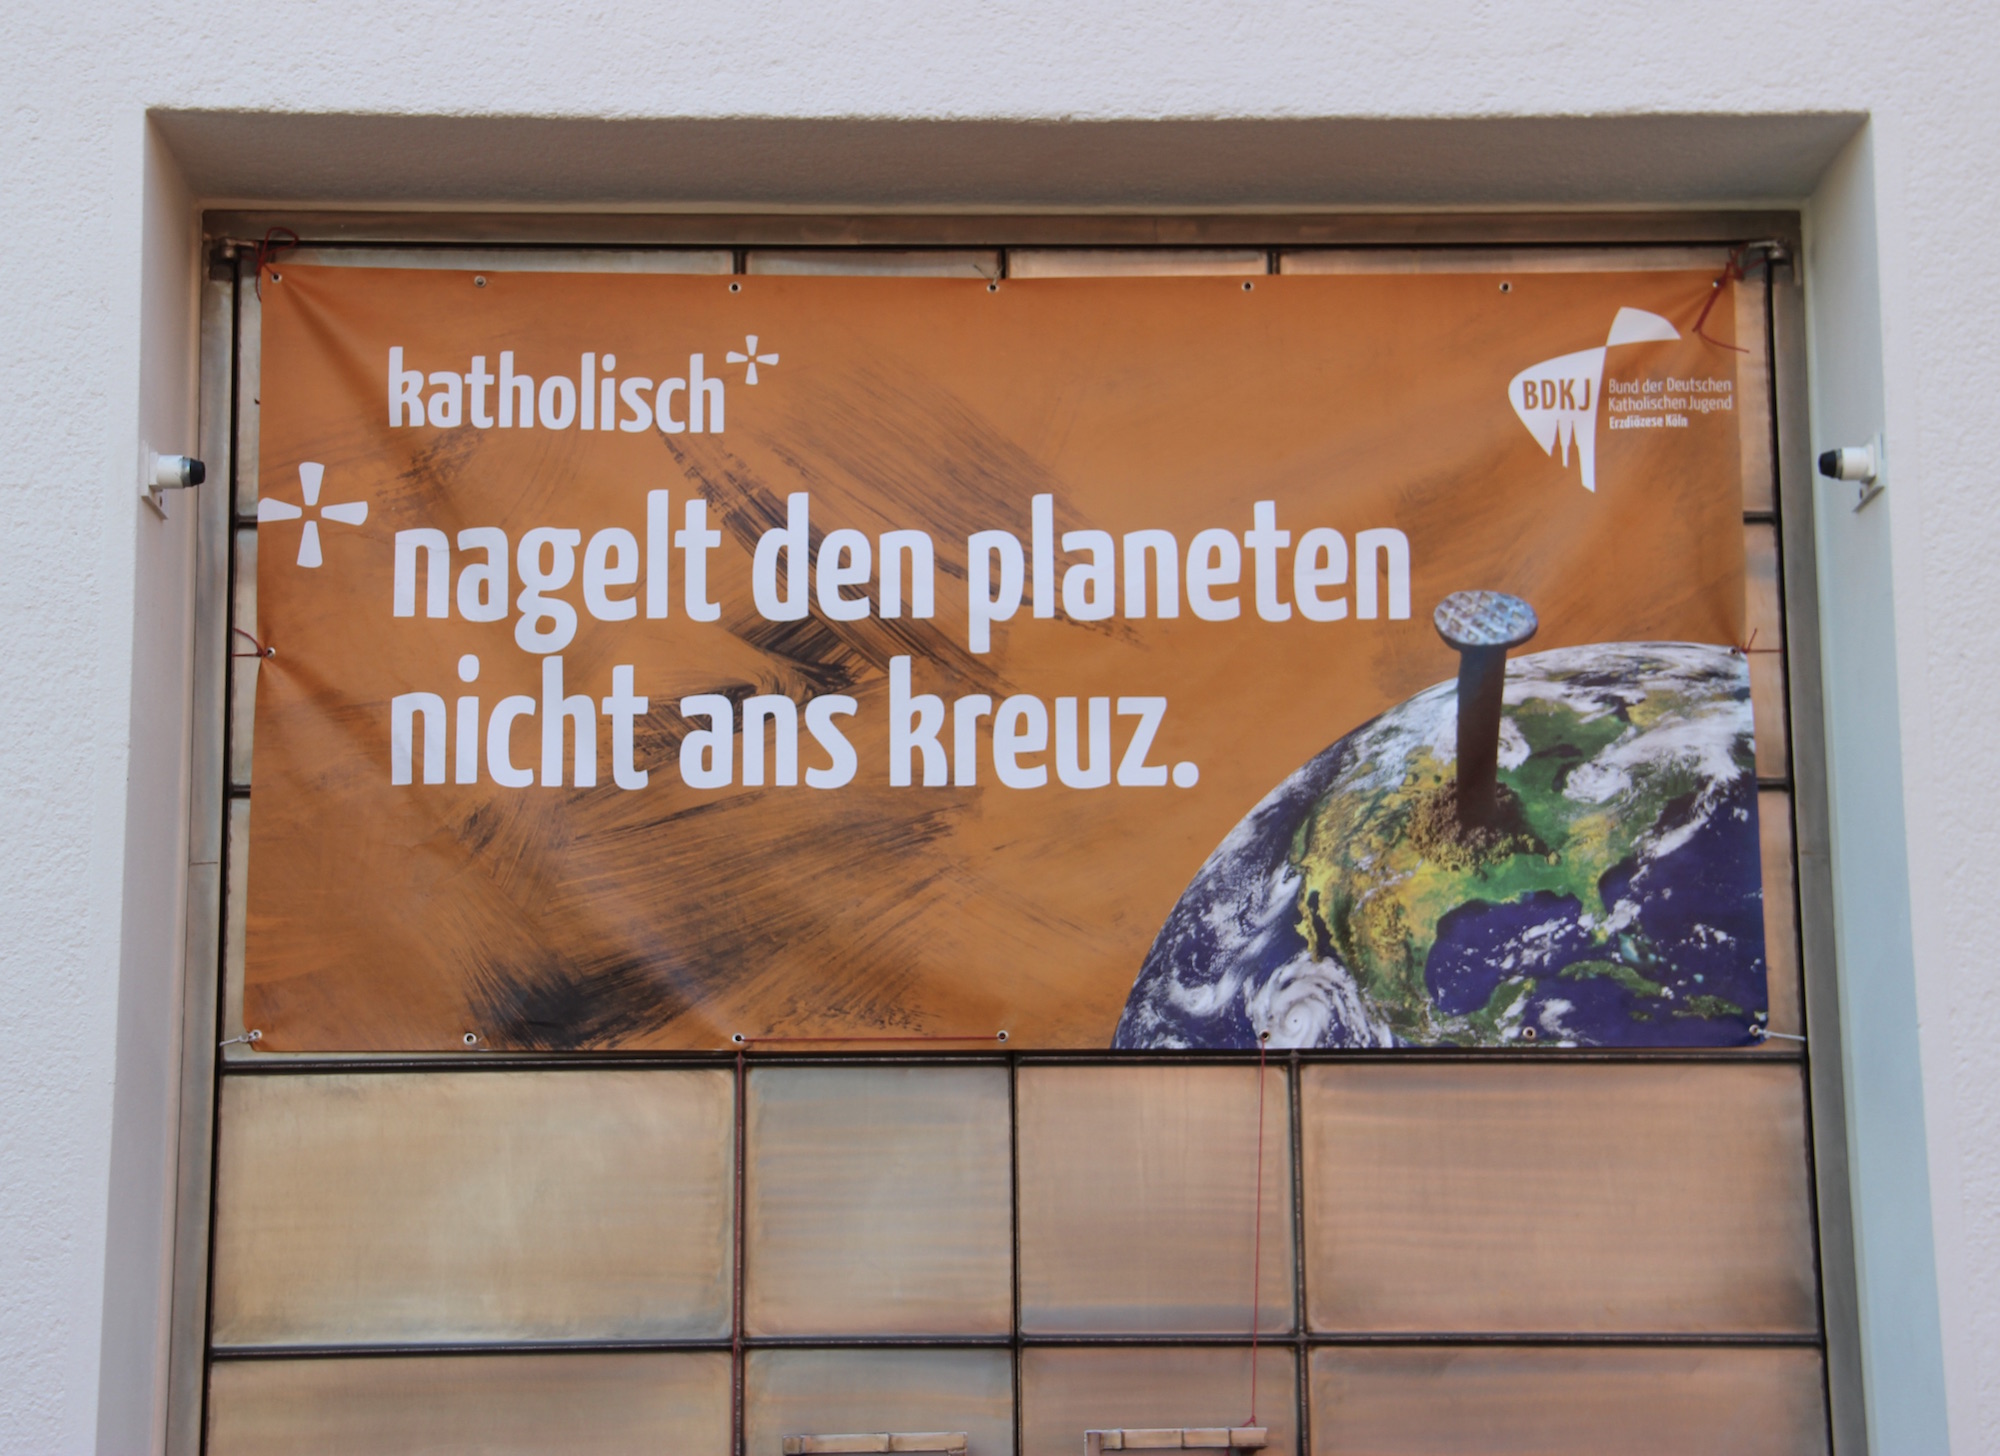 katholisch
nagelt den planeten
nicht ans kreuz.
BDKJ
Bund der Deutschen
Katholischen Jugend
Erzdiözese Köln